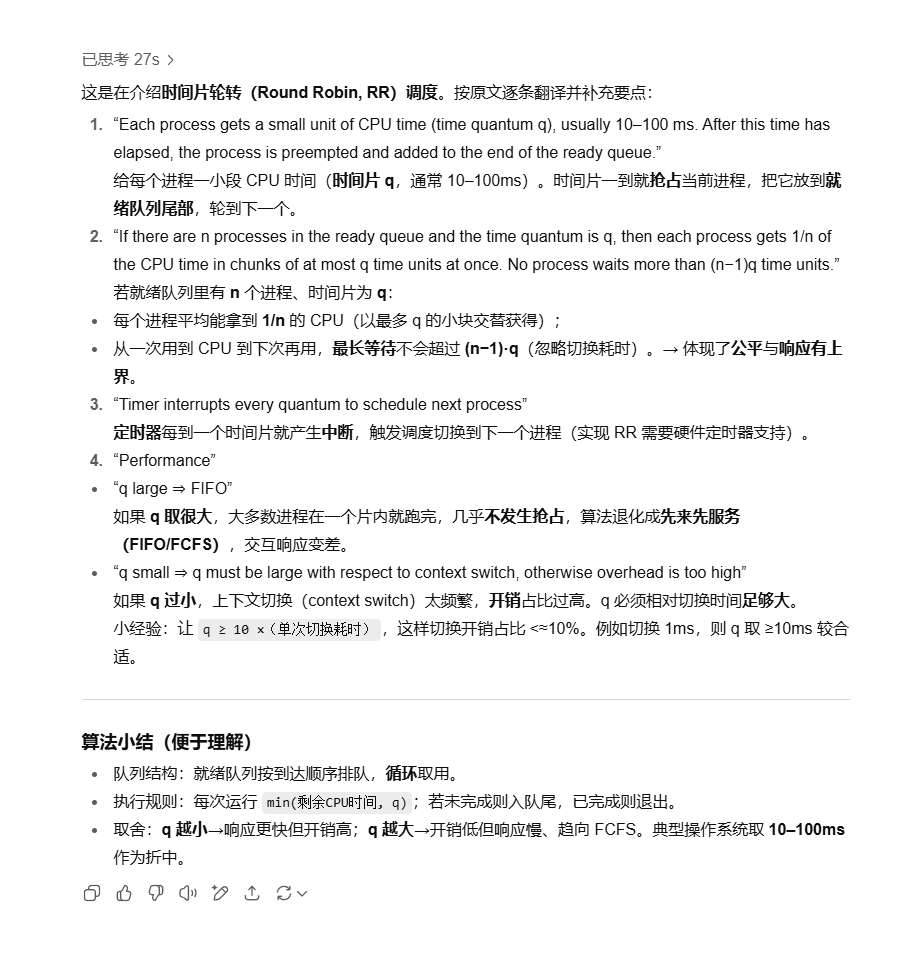 已思考 27s >
这是在介绍时间片轮转（Round Robin, RR）调度。按原文逐条翻译并补充要点：
1. “Each process gets a small unit of CPU time (time quantum q), usually 10–100 ms. After this time has
elapsed, the process is preempted and added to the end of the ready queue.”
给每个进程一小段 CPU 时间（时间片 q，通常 10–100ms）。时间片一到就抢占当前进程，把它放到就
绪队列尾部，轮到下一个。
2. “If there are n processes in the ready queue and the time quantum is q, then each process gets 1/n of
the CPU time in chunks of at most q time units at once. No process waits more than (n−1)q time units.”
若就绪队列里有 n 个进程、时间片为 q：
• 每个进程平均能拿到 1/n 的 CPU（以最多 q 的小块交替获得）；
• 从一次用到 CPU 到下次再用，最长等待不会超过 (n−1)·q（忽略切换耗时）。→ 体现了公平与响应有上
界。
3. “Timer interrupts every quantum to schedule next process”
定时器每到一个时间片就产生中断，触发调度切换到下一个进程（实现 RR 需要硬件定时器支持）。
4. “Performance”
• “q large ⇒ FIFO”
如果 q 取很大，大多数进程在一个片内就跑完，几乎不发生抢占，算法退化成先来先服务
（FIFO/FCFS），交互响应变差。
• “q small ⇒ q must be large with respect to context switch, otherwise overhead is too high”
如果 q 过小，上下文切换（context switch）太频繁，开销占比过高。q 必须相对切换时间足够大。
小经验：让 q ≥ 10 ×（单次切换耗时），这样切换开销占比 <≈10%。例如切换 1ms，则 q 取 ≥10ms 较合
适。
算法小结（便于理解）
• 队列结构：就绪队列按到达顺序排队，循环取用。
• 执行规则：每次运行 min(剩余CPU时间, q)；若未完成则入队尾，已完成则退出。
• 取舍：q 越小→响应更快但开销高；q 越大→开销低但响应慢、趋向 FCFS。典型操作系统取 10–100ms
作为折中。